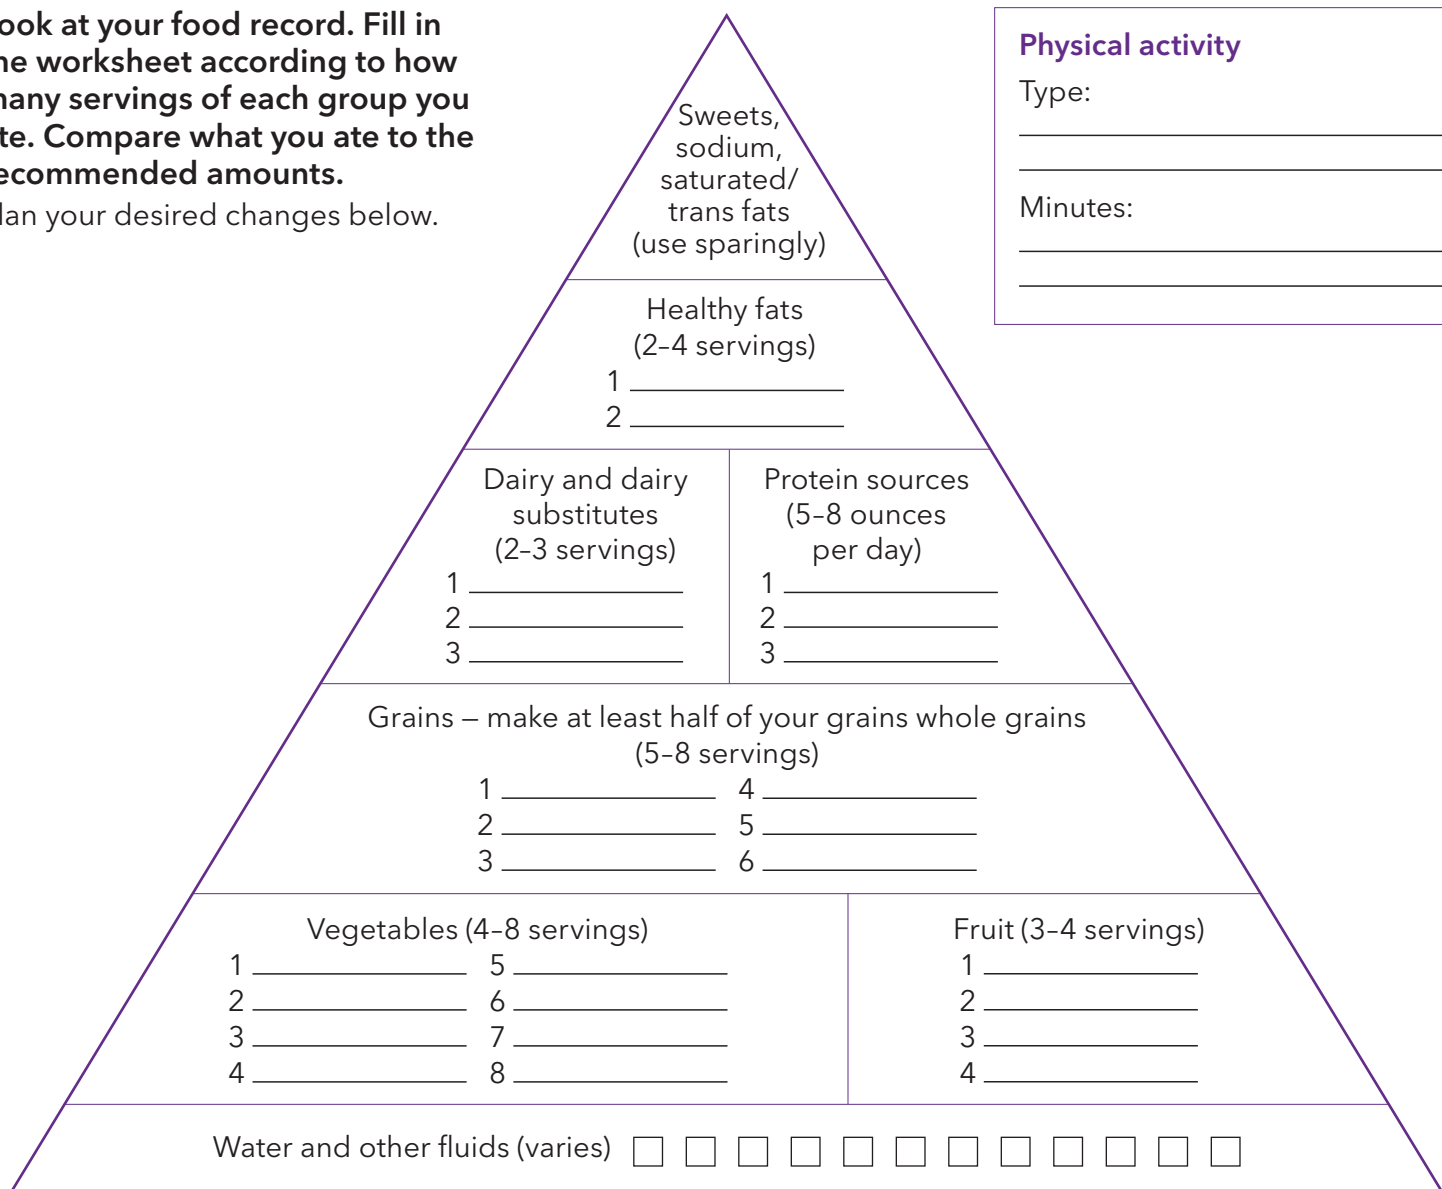 ook at your food record. Fill in
he worksheet according to how
many servings of each group you
te. Compare what you ate to the
recommended amounts.
lan your desired changes below.
Physical activity
Type:
Minutes:
Sweets,
sodium,
saturated/
trans fats
(use sparingly)
Healthy fats
(2–4 servings)
1
2
Dairy and dairy
substitutes
(2–3 servings)
1
2
3
Protein sources
(5–8 ounces
per day)
1
2
3
Grains – make at least half of your grains whole grains
(5–8 servings)
1 4
2 5
3 6
Vegetables (4–8 servings)
1 5
2 6
3 7
4 8
Fruit (3–4 servings)
1
2
3
4
Water and other fluids (varies)